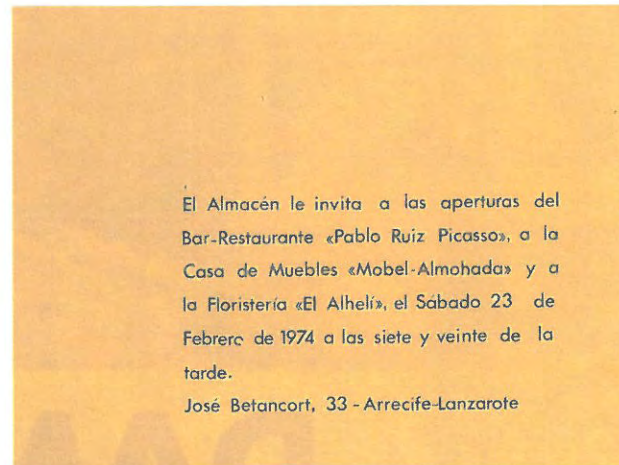 El Almacén le invita a las aperturas del
Bar-Restaurante «Pablo Ruiz Picasso», a la
Casa de Muebles «Mobel-Almohada» y a
la Floristería «El Alhelí», el Sábado 23 de
Febrero de 1974 a las siete y veinte de la
tarde.
José Betancort, 33 - Arrecife-Lanzarote